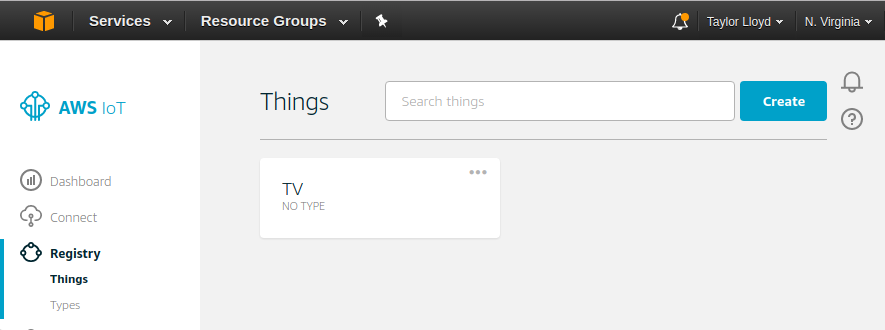 Services Resource Groups Taylor Lloyd N. Virginia
AWS IoT
Things Search things Create
Dashboard
Connect
Registry
Things
Types
TV
NO TYPE